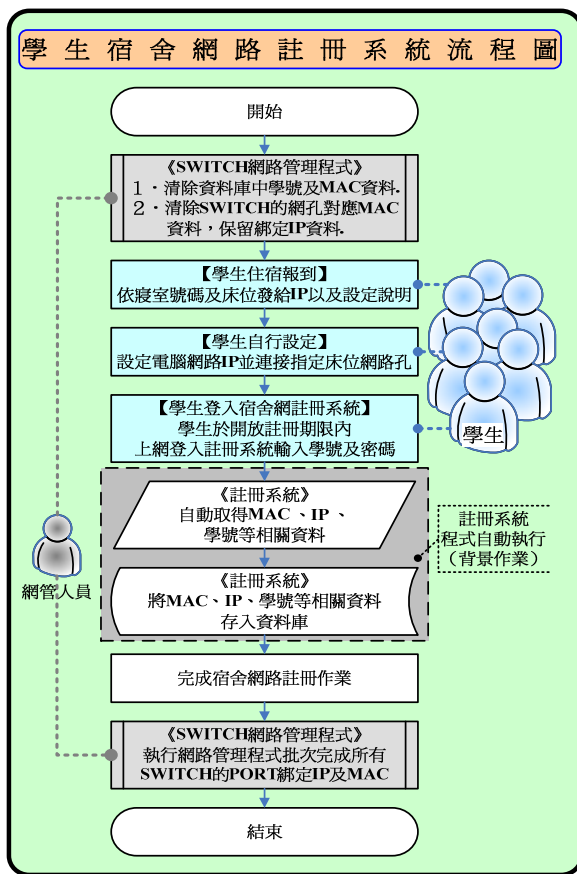 學生宿舍網路註冊系統流程圖
開始
《SWITCH網路管理程式》
１．清除資料庫中學號及MAC資料.
２．清除SWITCH的網孔對應MAC
資料，保留綁定IP資料.
【學生住宿報到】
依寢室號碼及床位發給IP以及設定說明
【學生自行設定】
設定電腦網路IP並連接指定床位網路孔
【學生登入宿舍網註冊系統】
學生於開放註冊期限內
上網登入註冊系統輸入學號及密碼
學生
《註冊系統》
自動取得MAC 、IP 、
學號等相關資料
註冊系統
程式自動執行
（背景作業）
《註冊系統》
將MAC、IP、學號等相關資料
存入資料庫
網管人員
完成宿舍網路註冊作業
《SWITCH網路管理程式》
執行網路管理程式批次完成所有
SWITCH的PORT綁定IP及MAC
結束